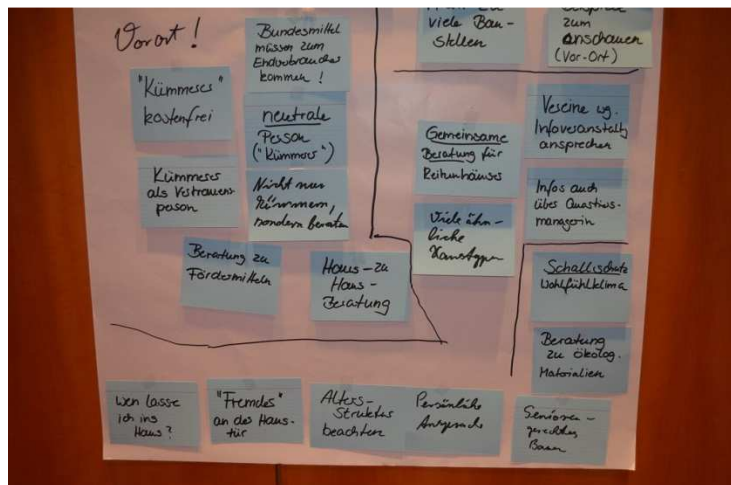 Vorort!
Bundesmittel
müssen zum
Endverbraucher
kommen!
"Kümmerer"
kostenfrei
neutrale
Person
("Kümmerer")
Kümmerer
als Vertrauens-
person
Nicht nur
kümmern,
sondern beraten
Beratung zu
Fördermitteln
Haus-zu
Haus-
Beratung
viele Bau-
stellen
zum
anschauen
(Vor-Ort)
Gemeinsame
Beratung für
Reihenhäuser
Viele ähn-
liche
Haustypen
Vereine wg.
Infoveranstaltg
ansprechen
Infos auch
über Quartiers-
managerin
Schallschutz
Wohlfühlklima
Beratung
zu ökolog.
Materialien
Wen lasse
ich ins
Haus?
"Fremder"
an der Haus-
tür
Alters-
Struktur
beachten
Persönliche
Ansprache
Senioren-
gerechtes
Bauen